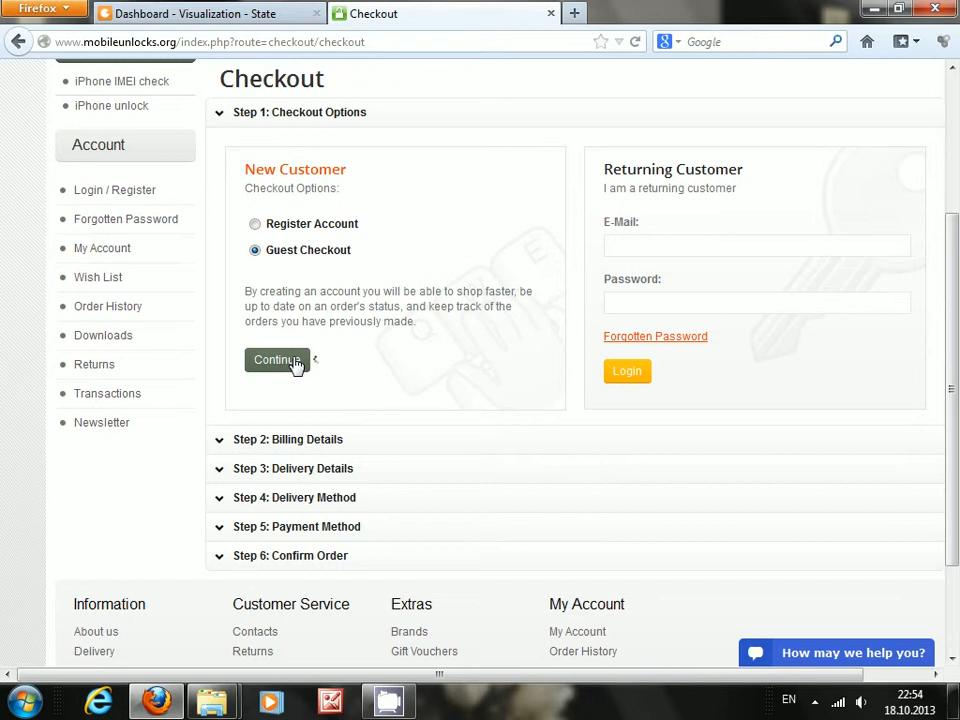 Firefox
Dashboard - Visualization - State
Checkout
www.mobileunlocks.org/index.php?route=checkout/checkout
Google
iPhone IMEI check
iPhone unlock
Account
Login / Register
Forgotten Password
My Account
Wish List
Order History
Downloads
Returns
Transactions
Newsletter
Checkout
Step 1: Checkout Options
New Customer
Checkout Options:
Register Account
Guest Checkout
By creating an account you will be able to shop faster, be
up to date on an order's status, and keep track of the
orders you have previously made.
Continue
Returning Customer
I am a returning customer
E-Mail:
Password:
Forgotten Password
Login
Step 2: Billing Details
Step 3: Delivery Details
Step 4: Delivery Method
Step 5: Payment Method
Step 6: Confirm Order
Information
About us
Delivery
Customer Service
Contacts
Returns
Extras
Brands
Gift Vouchers
My Account
My Account
Order History
How may we help you?
EN
22:54
18.10.2013